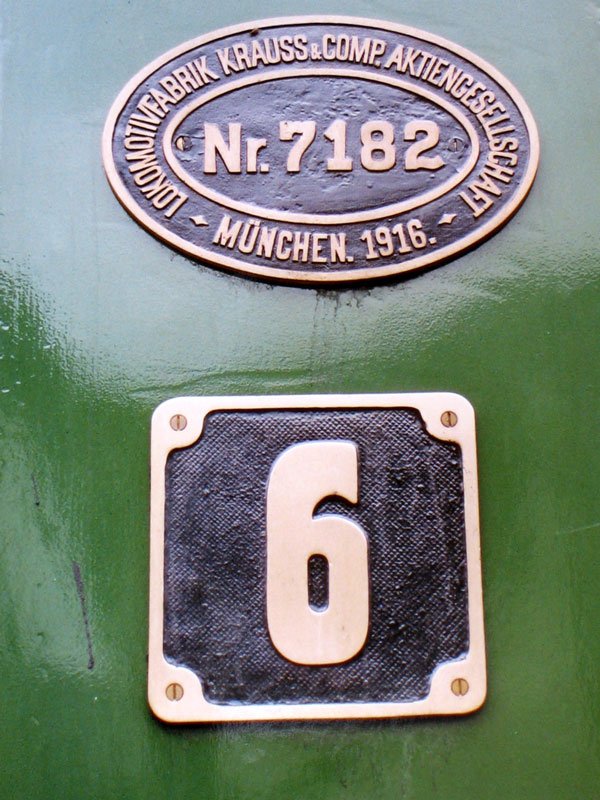 LOKOMOTIVFABRIK KRAUSS & COMP. AKTIENGESELLSCHAFT
Nr. 7182
MÜNCHEN. 1916.
6